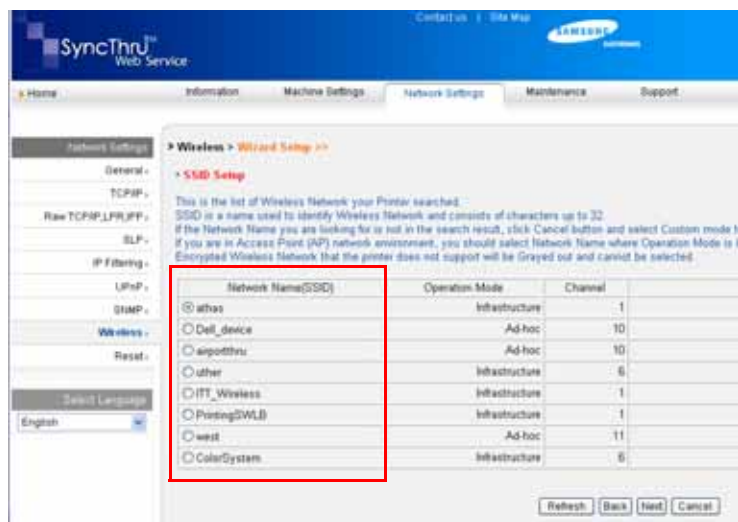 Contact us | Site Map
SAMSUNG
ELECTRONICS
SyncThru™
Web Service
Home
Information Machine Settings Network Settings Maintenance Support
Network Settings
General
TCP/IP
Raw TCP/IP,LPR,IPP
SLP
IP Filtering
UPnP
SNMP
Wireless
Reset
Select Language
English
Wireless > Wizard Setup >>
SSID Setup
This is the list of Wireless Network your Printer searched.
SSID is a name used to identify Wireless Network and consists of characters up to 32.
If the Network Name you are looking for is not in the search result, click Cancel button and select Custom mode
If you are in Access Point (AP) network environment, you should select Network Name where Operation Mode is
Encrypted Wireless Network that the printer does not support will be Grayed out and cannot be selected.
Network Name(SSID) Operation Mode Channel
athas Infrastructure 1
Dell_device Ad-hoc 10
airportthru Ad-hoc 10
uther Infrastructure 6
ITT_Wireless Infrastructure 1
PrintingSWLB Infrastructure 1
west Ad-hoc 11
ColorSystem Infrastructure 6
Refresh Back Next Cancel